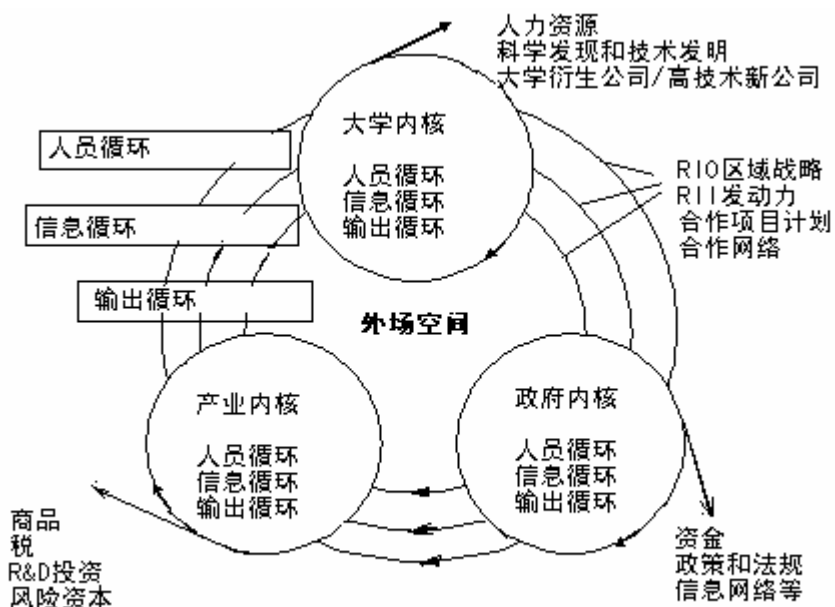 人力资源
科学发现和技术发明
大学衍生公司/高技术新公司
大学内核
人员循环
信息循环
输出循环
人员循环
信息循环
输出循环
RIO区域战略
RII发动力
合作项目计划
合作网络
外场空间
产业内核
人员循环
信息循环
输出循环
政府内核
人员循环
信息循环
输出循环
商品
税
R&D投资
风险资本
资金
政策和法规
信息网络等